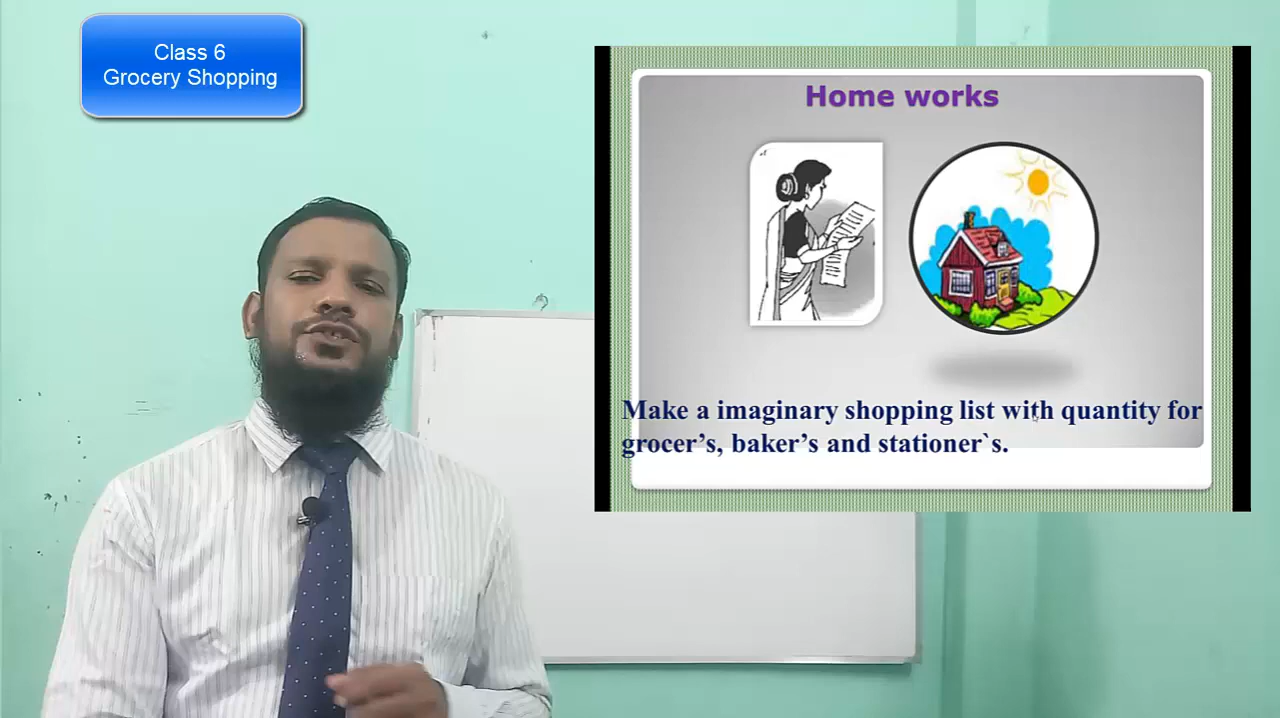 Class 6
Grocery Shopping
Home works
Make a imaginary shopping list with quantity for
grocer’s, baker’s and stationer`s.